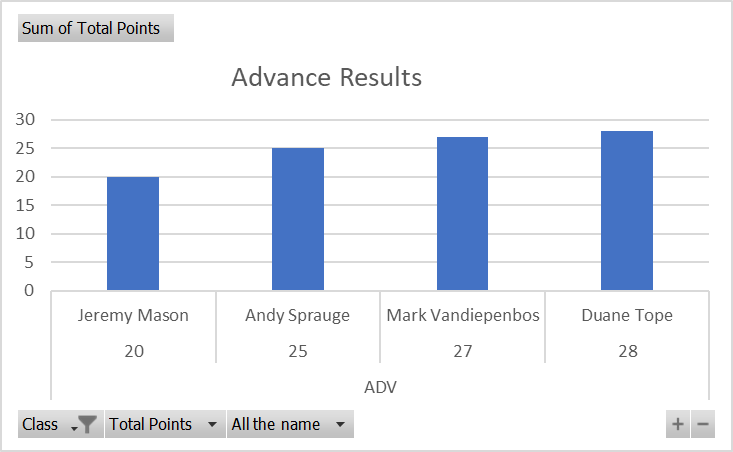 Sum of Total Points
Advance Results
30
25
20
15
10
5
0
Jeremy Mason Andy Sprauge Mark Vandiepenbos Duane Tope
20 25 27 28
ADV
Class Total Points All the name + −